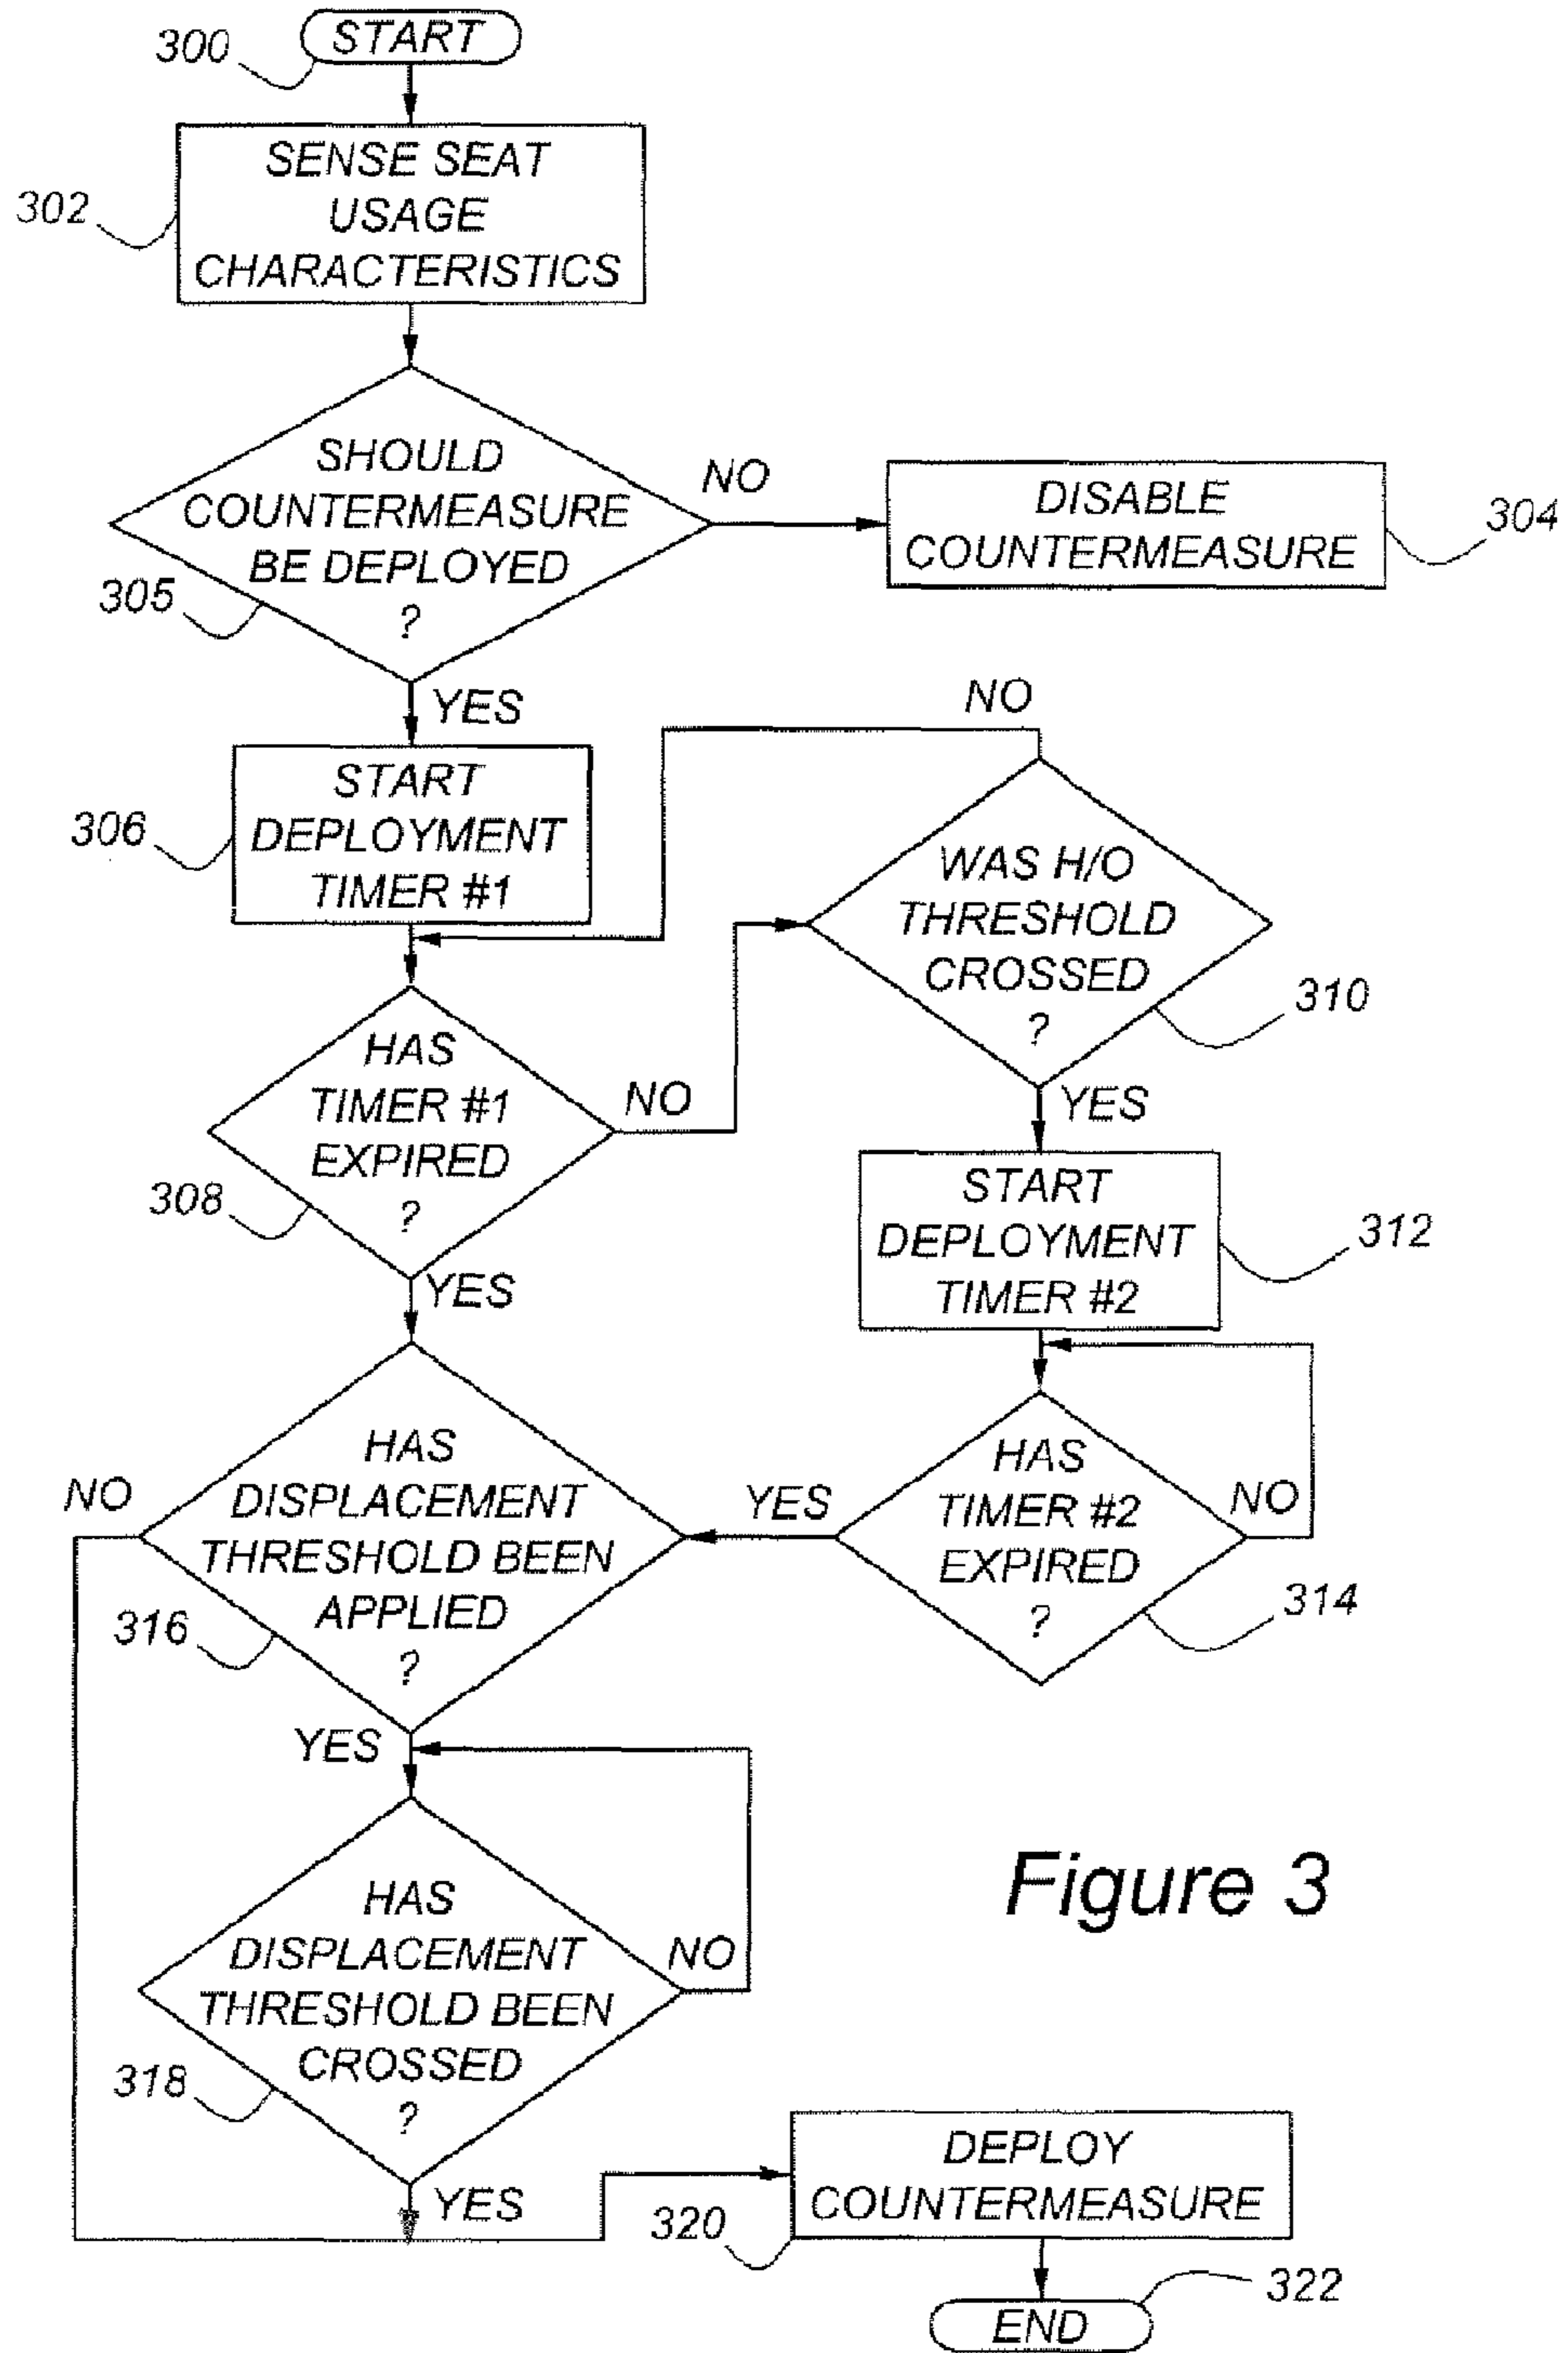 300
START
302
SENSE SEAT
USAGE
CHARACTERISTICS
SHOULD
COUNTERMEASURE
BE DEPLOYED
?
305
NO
DISABLE
COUNTERMEASURE
304
YES
306
START
DEPLOYMENT
TIMER #1
NO
WAS H/O
THRESHOLD
CROSSED
?
310
HAS
TIMER #1
EXPIRED
?
308
NO
YES
START
DEPLOYMENT
TIMER #2
312
YES
HAS
DISPLACEMENT
THRESHOLD BEEN
APPLIED
?
316
NO
YES
HAS
TIMER #2
EXPIRED
?
NO
314
YES
HAS
DISPLACEMENT
THRESHOLD BEEN
CROSSED
?
318
NO
Figure 3
YES
DEPLOY
COUNTERMEASURE
320
END
322